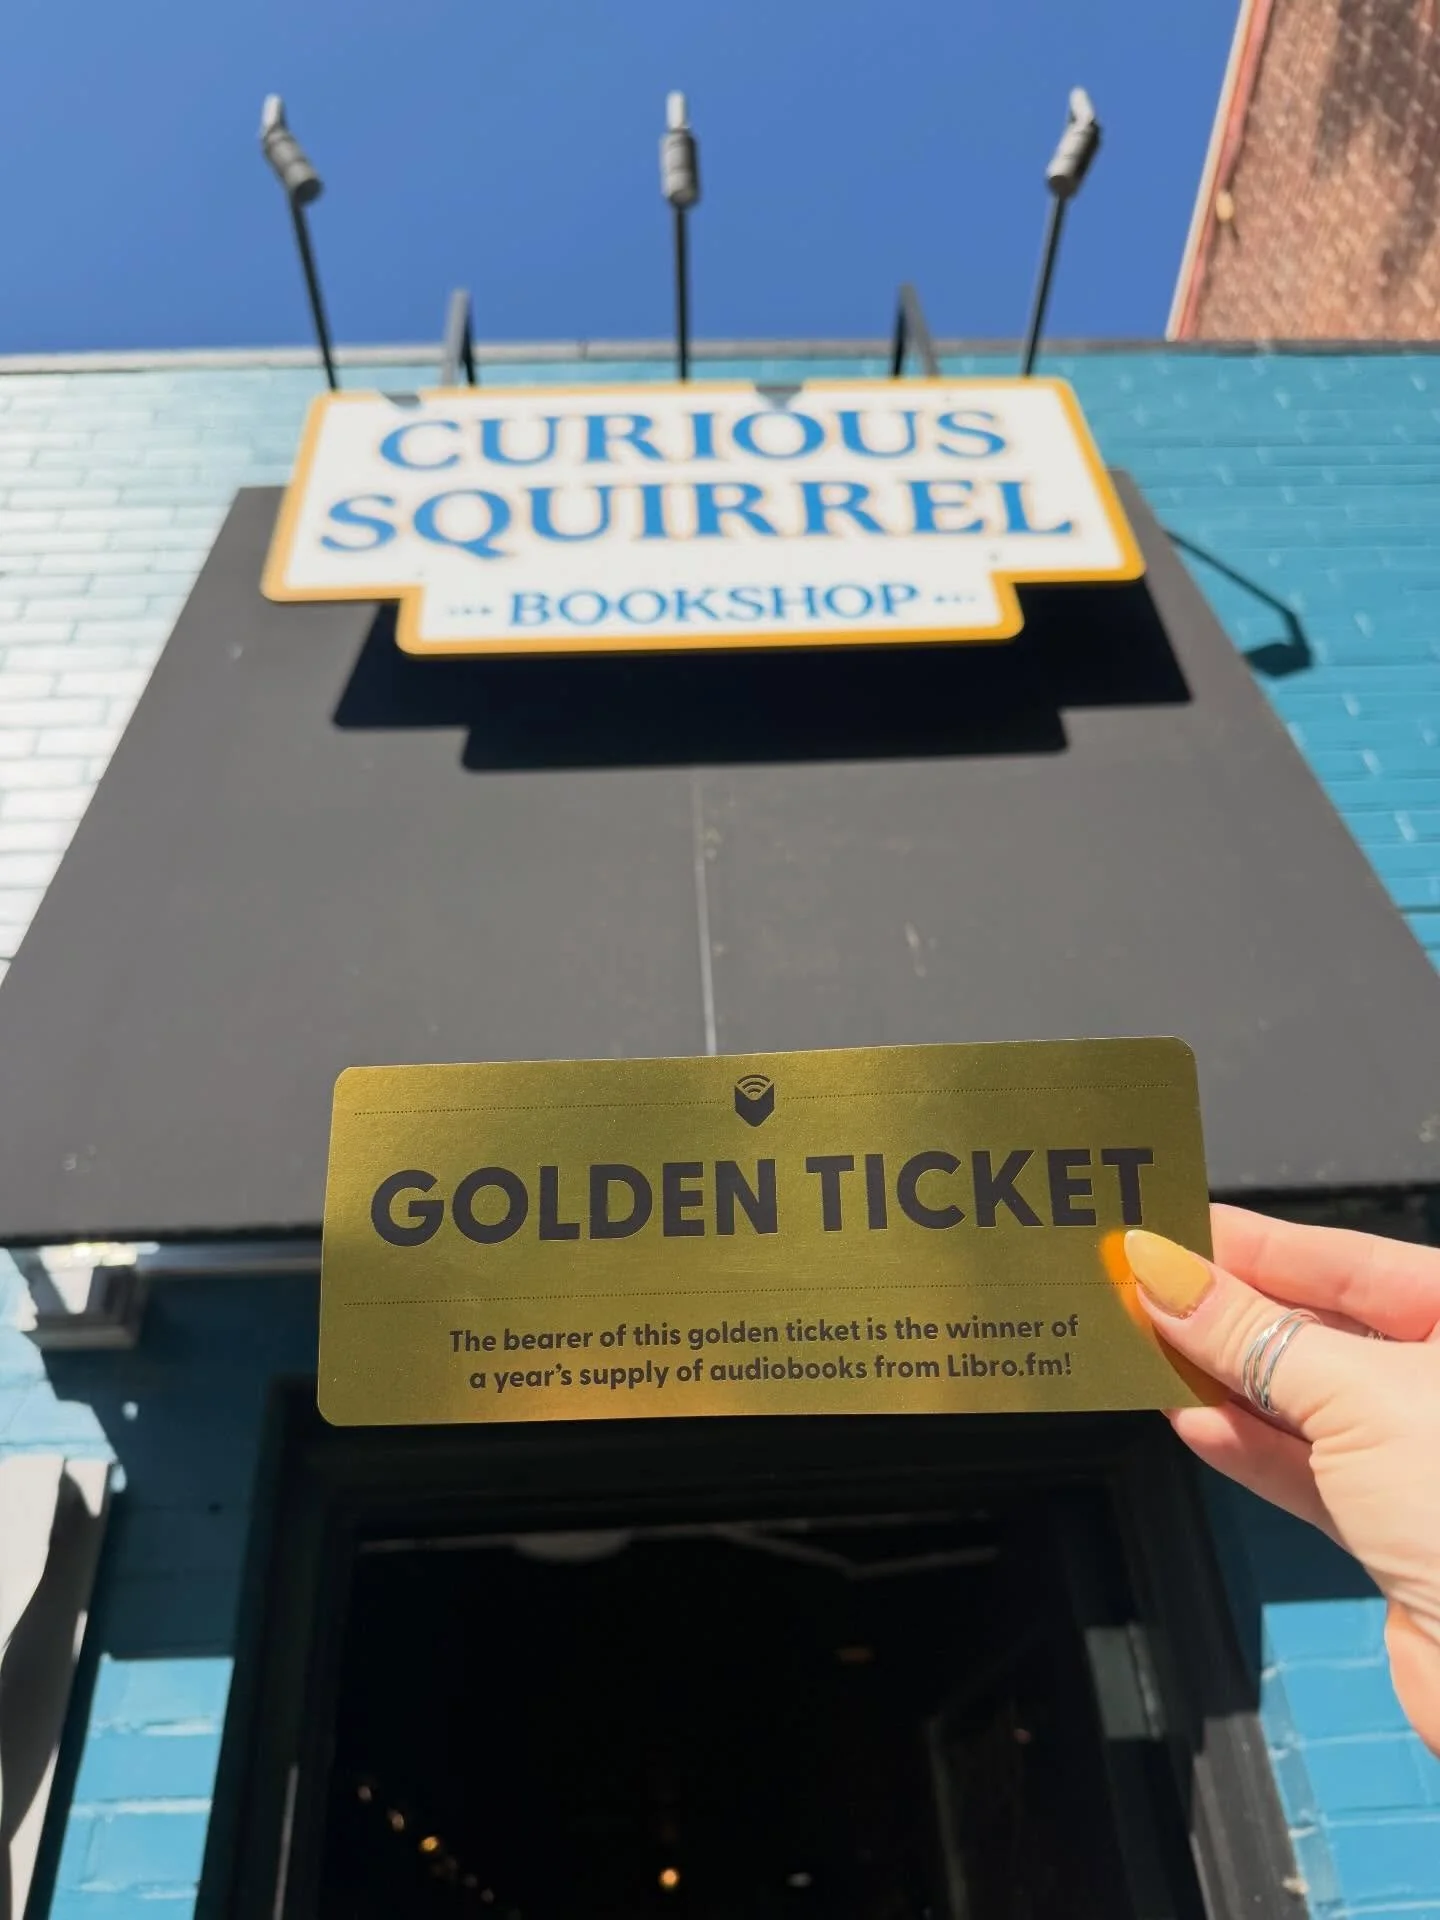 CURIOUS
SQUIRREL
BOOKSHOP
GOLDEN TICKET
The bearer of this golden ticket is the winner of
a year's supply of audiobooks from Libro.fm!